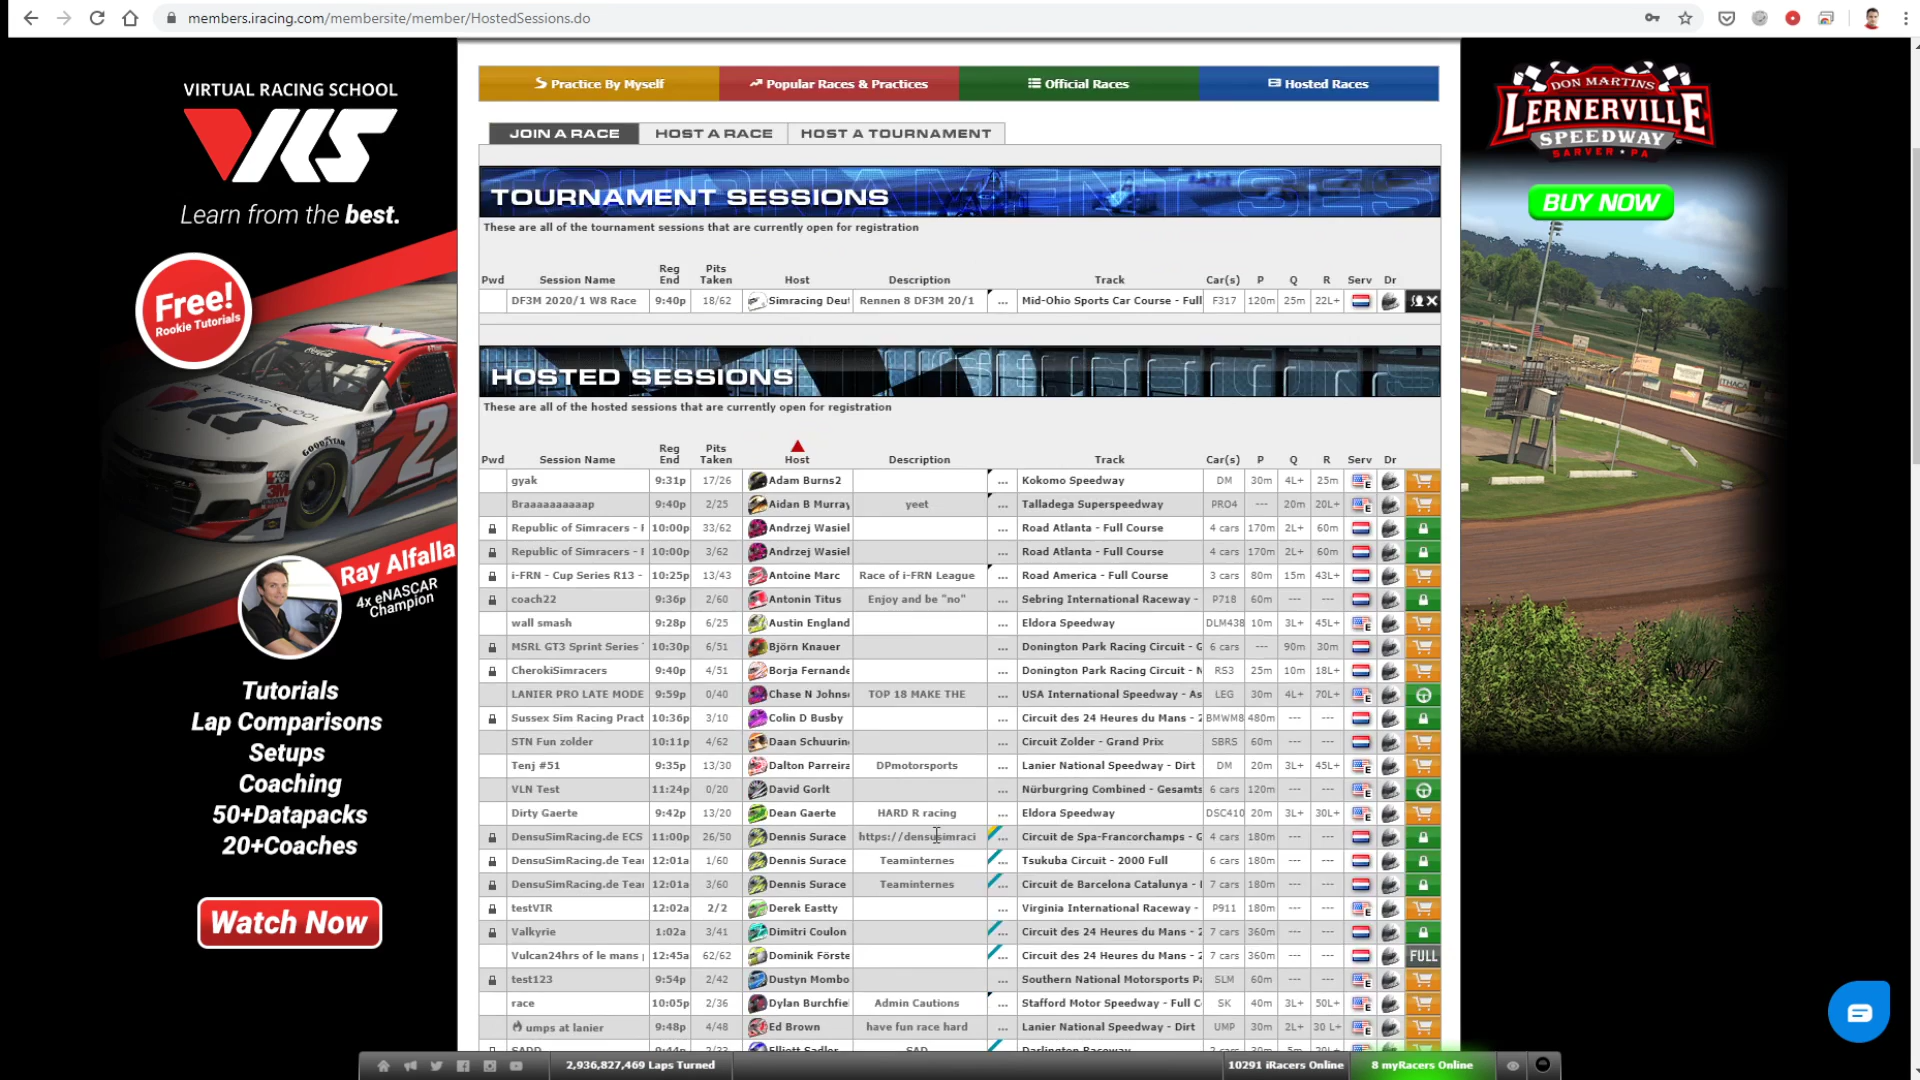 members.iracing.com/membersite/member/HostedSessions.do
VIRTUAL RACING SCHOOL
VRS
Learn from the best.
Free!
Rookie Tutorials
Ray Alfalla
4x eNASCAR
Champion
Tutorials
Lap Comparisons
Setups
Coaching
50+Datapacks
20+Coaches
Watch Now
Practice By Myself Popular Races & Practices Official Races Hosted Races
JOIN A RACE HOST A RACE HOST A TOURNAMENT
TOURNAMENT SESSIONS
These are all of the tournament sessions that are currently open for registration
Pwd Session Name Reg End Pits Taken Host Description Track Car(s) P Q R Serv Dr
DF3M 2020/1 W8 Race 9:40p 18/62 Simracing Deut Rennen 8 DF3M 20/1 ... Mid-Ohio Sports Car Course - Full F317 120m 25m 22L+
HOSTED SESSIONS
These are all of the hosted sessions that are currently open for registration
Pwd Session Name Reg End Pits Taken Host Description Track Car(s) P Q R Serv Dr
gyak 9:31p 17/26 Adam Burns2 ... Kokomo Speedway DM 30m 4L+ 25m
Braaaaaaaaap 9:40p 2/25 Aidan B Murray yeet ... Talladega Superspeedway PRO4 --- 20m 20L+
Republic of Simracers - 10:00p 33/62 Andrzej Wasiel ... Road Atlanta - Full Course 4 cars 170m 2L+ 60m
Republic of Simracers - 10:00p 3/62 Andrzej Wasiel ... Road Atlanta - Full Course 4 cars 170m 2L+ 60m
i-FRN - Cup Series R13 - 10:25p 13/43 Antoine Marc Race of i-FRN League ... Road America - Full Course 3 cars 80m 15m 43L+
coach22 9:36p 2/60 Antonin Titus Enjoy and be "no" ... Sebring International Raceway - P718 60m --- ---
wall smash 9:28p 6/25 Austin England ... Eldora Speedway DLM438 10m 3L+ 45L+
MSRL GT3 Sprint Series 10:30p 6/51 Björn Knauer ... Donington Park Racing Circuit - G 6 cars --- 90m 30m
CherokiSimracers 9:40p 4/51 Borja Fernande ... Donington Park Racing Circuit - N RS3 25m 10m 18L+
LANIER PRO LATE MODE 9:59p 0/40 Chase N Johns TOP 18 MAKE THE ... USA International Speedway - As LEG 30m 4L+ 70L+
Sussex Sim Racing Pract 10:36p 3/10 Colin D Busby ... Circuit des 24 Heures du Mans - 2 BMWM8 480m --- ---
STN Fun zolder 10:11p 4/62 Daan Schuurin ... Circuit Zolder - Grand Prix SBRS 60m --- ---
Tenj #51 9:35p 13/30 Dalton Parreira DPmotorsports ... Lanier National Speedway - Dirt DM 20m 3L+ 45L+
VLN Test 11:24p 0/20 David Gorlt ... Nürburgring Combined - Gesamts 6 cars 120m --- ---
Dirty Gaerte 9:42p 13/20 Dean Gaerte HARD R racing ... Eldora Speedway DSC410 20m 3L+ 30L+
DensuSimRacing.de ECS 11:00p 26/50 Dennis Surace https://densusimraci ... Circuit de Spa-Francorchamps - G 4 cars 180m --- ---
DensuSimRacing.de Tea 12:01a 1/60 Dennis Surace Teaminternes ... Tsukuba Circuit - 2000 Full 6 cars 180m --- ---
DensuSimRacing.de Tea 12:01a 3/60 Dennis Surace Teaminternes ... Circuit de Barcelona Catalunya - 7 cars 180m --- ---
testVIR 12:02a 2/2 Derek Eastty ... Virginia International Raceway - P911 180m --- ---
Valkyrie 1:02a 3/41 Dimitri Coulon ... Circuit des 24 Heures du Mans - 2 7 cars 360m --- ---
Vulcan24hrs of le mans 12:45a 62/62 Dominik Förste ... Circuit des 24 Heures du Mans - 2 7 cars 360m --- --- FULL
test123 9:54p 2/42 Dustyn Mombo ... Southern National Motorsports Pa SLM 60m --- ---
race 10:05p 2/36 Dylan Burchfie Admin Cautions ... Stafford Motor Speedway - Full C SK 40m 3L+ 50L+
umps at lanier 9:48p 4/48 Ed Brown have fun race hard ... Lanier National Speedway - Dirt UMP 30m 2L+ 30 L+
2,936,827,469 Laps Turned 10291 iRacers Online 8 myRacers Online
DON MARTINS
LERNERVILLE
SPEEDWAY
SARVER ★ PA
BUY NOW